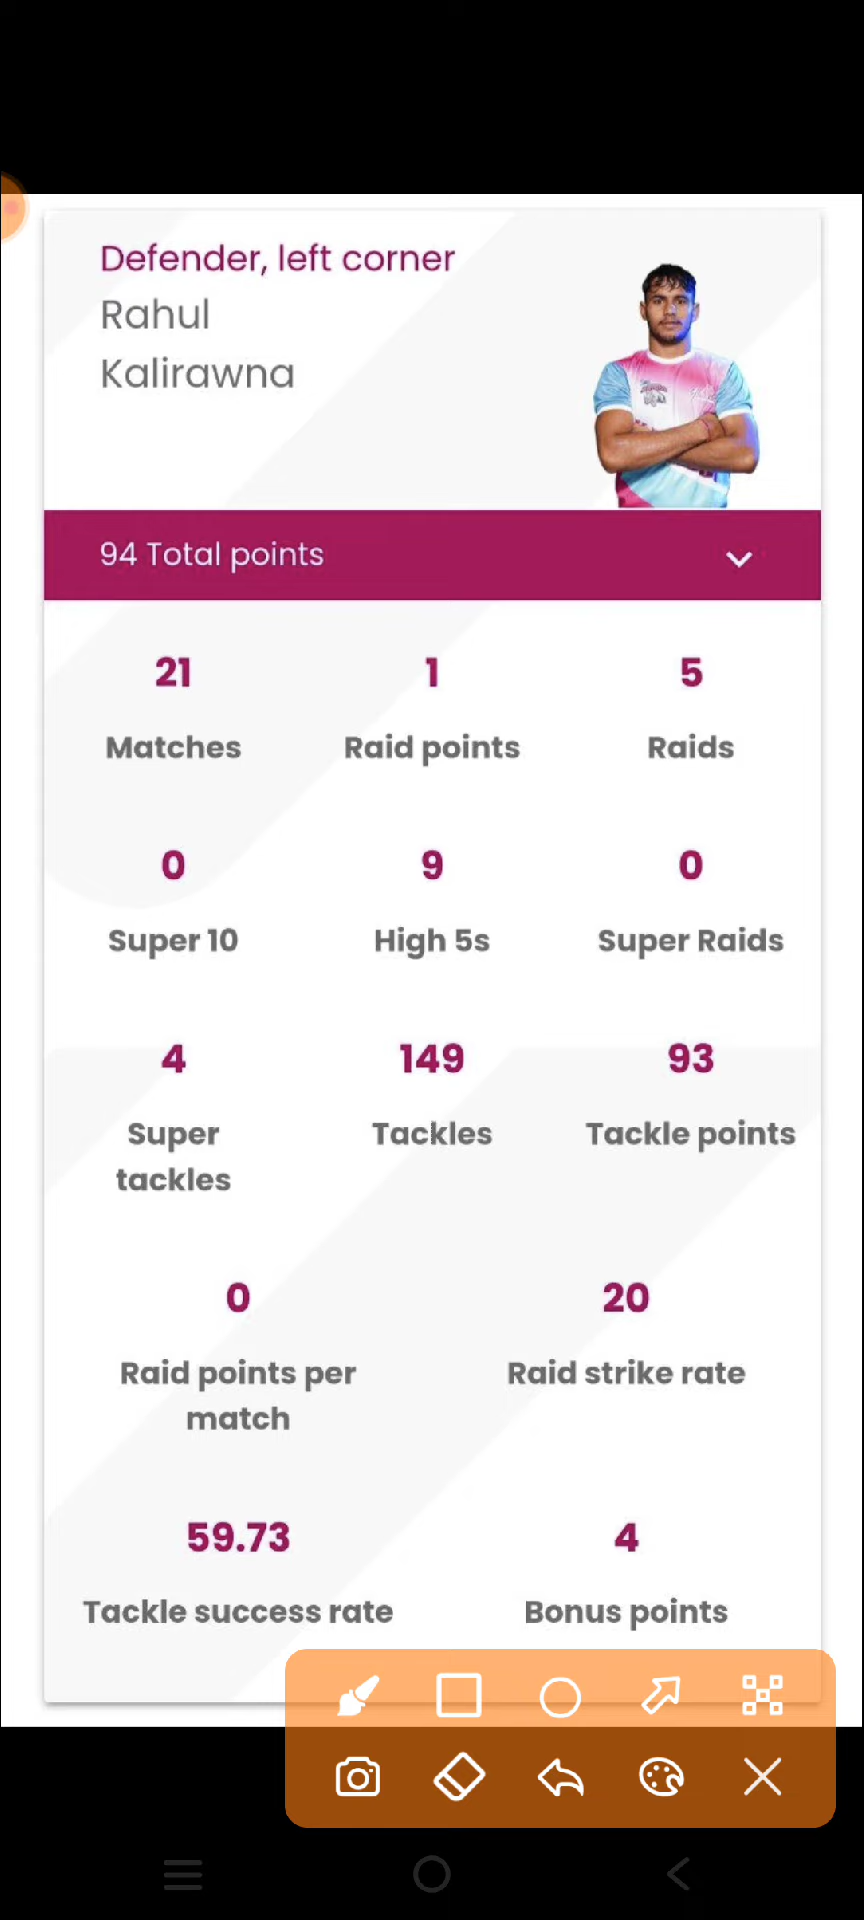 Defender, left corner
Rahul
Kalirawna
94 Total points
21 1 5
Matches Raid points Raids
0 9 0
Super 10 High 5s Super Raids
4 149 93
Super Tackles Tackle points
tackles
0 20
Raid points per Raid strike rate
match
59.73 4
Tackle success rate Bonus points